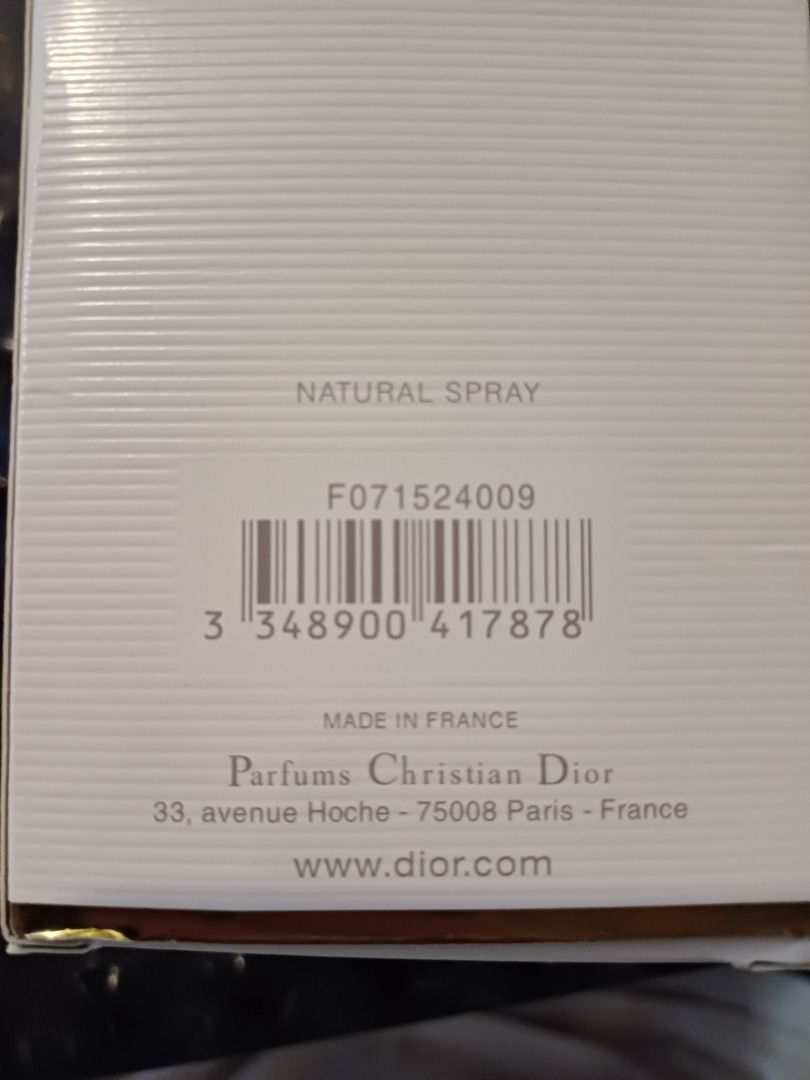 NATURAL SPRAY
F071524009
3 348900 417878
MADE IN FRANCE
Parfums Christian Dior
33, avenue Hoche - 75008 Paris - France
www.dior.com